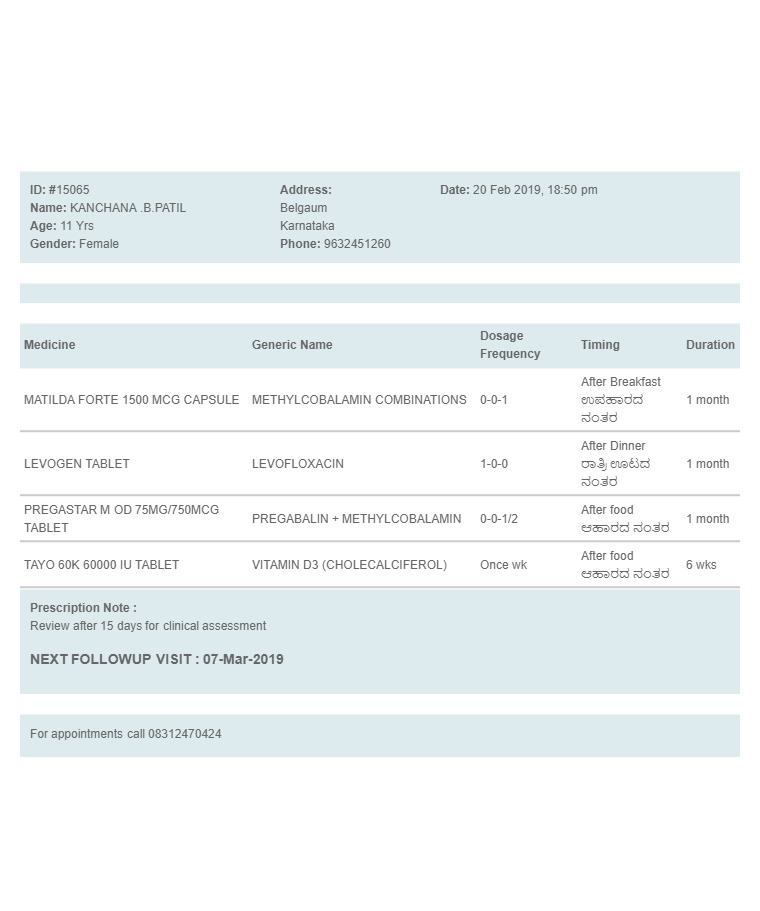 ID: #15065
Name: KANCHANA .B.PATIL
Age: 11 Yrs
Gender: Female
Address:
Belgaum
Karnataka
Phone: 9632451260
Date: 20 Feb 2019, 18:50 pm
Medicine Generic Name Dosage Frequency Timing Duration
MATILDA FORTE 1500 MCG CAPSULE METHYLCOBALAMIN COMBINATIONS 0-0-1 After Breakfast ಉಪಹಾರದ ನಂತರ 1 month
LEVOGEN TABLET LEVOFLOXACIN 1-0-0 After Dinner ರಾತ್ರಿ ಊಟದ ನಂತರ 1 month
PREGASTAR M OD 75MG/750MCG TABLET PREGABALIN + METHYLCOBALAMIN 0-0-1/2 After food ಆಹಾರದ ನಂತರ 1 month
TAYO 60K 60000 IU TABLET VITAMIN D3 (CHOLECALCIFEROL) Once wk After food ಆಹಾರದ ನಂತರ 6 wks
Prescription Note :
Review after 15 days for clinical assessment
NEXT FOLLOWUP VISIT : 07-Mar-2019
For appointments call 08312470424